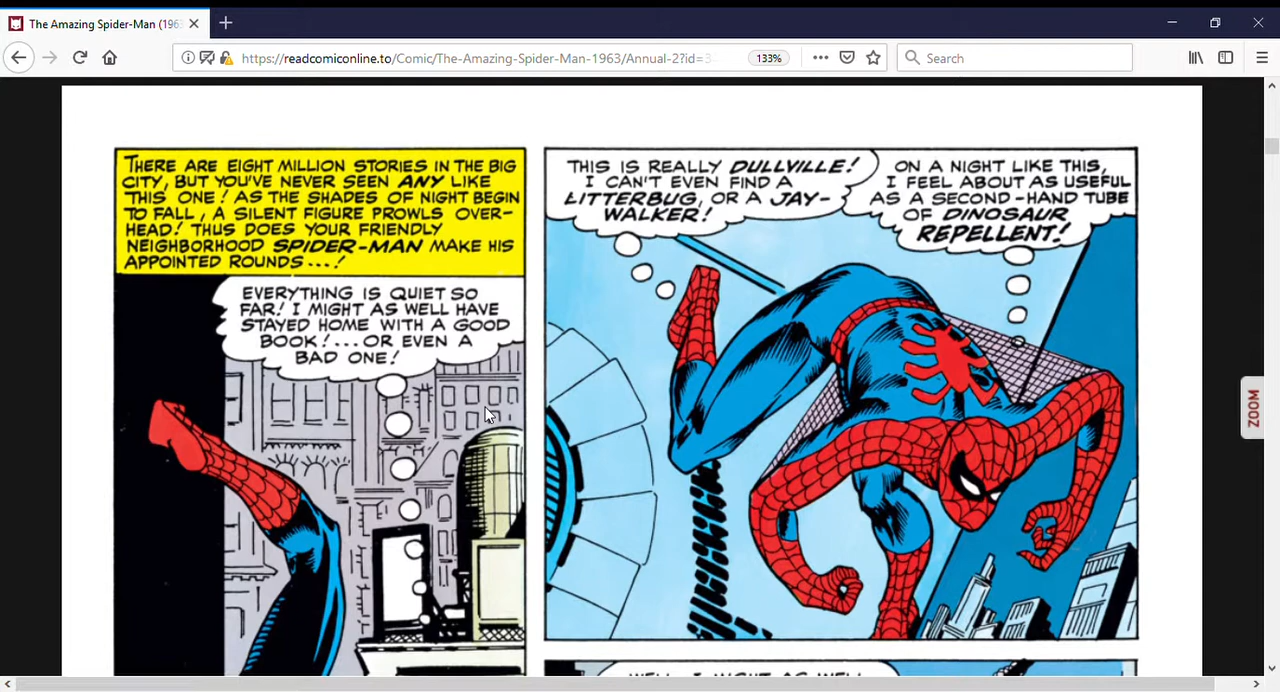 The Amazing Spider-Man (196
https://readcomiconline.to/Comic/The-Amazing-Spider-Man-1963/Annual-2?id=3
133%
Search
THERE ARE EIGHT MILLION STORIES IN THE BIG
CITY, BUT YOU'VE NEVER SEEN ANY LIKE
THIS ONE! AS THE SHADES OF NIGHT BEGIN
TO FALL, A SILENT FIGURE PROWLS OVER-
HEAD! THUS DOES YOUR FRIENDLY
NEIGHBORHOOD SPIDER-MAN MAKE HIS
APPOINTED ROUNDS...!
EVERYTHING IS QUIET SO
FAR! I MIGHT AS WELL HAVE
STAYED HOME WITH A GOOD
BOOK!...OR EVEN A
BAD ONE!
THIS IS REALLY DULLVILLE!
I CAN'T EVEN FIND A
LITTERBUG, OR A JAY-
WALKER!
ON A NIGHT LIKE THIS,
I FEEL ABOUT AS USEFUL
AS A SECOND-HAND TUBE
OF DINOSAUR
REPELLENT!
ZOOM
WELL, I MIGHT AS WELL